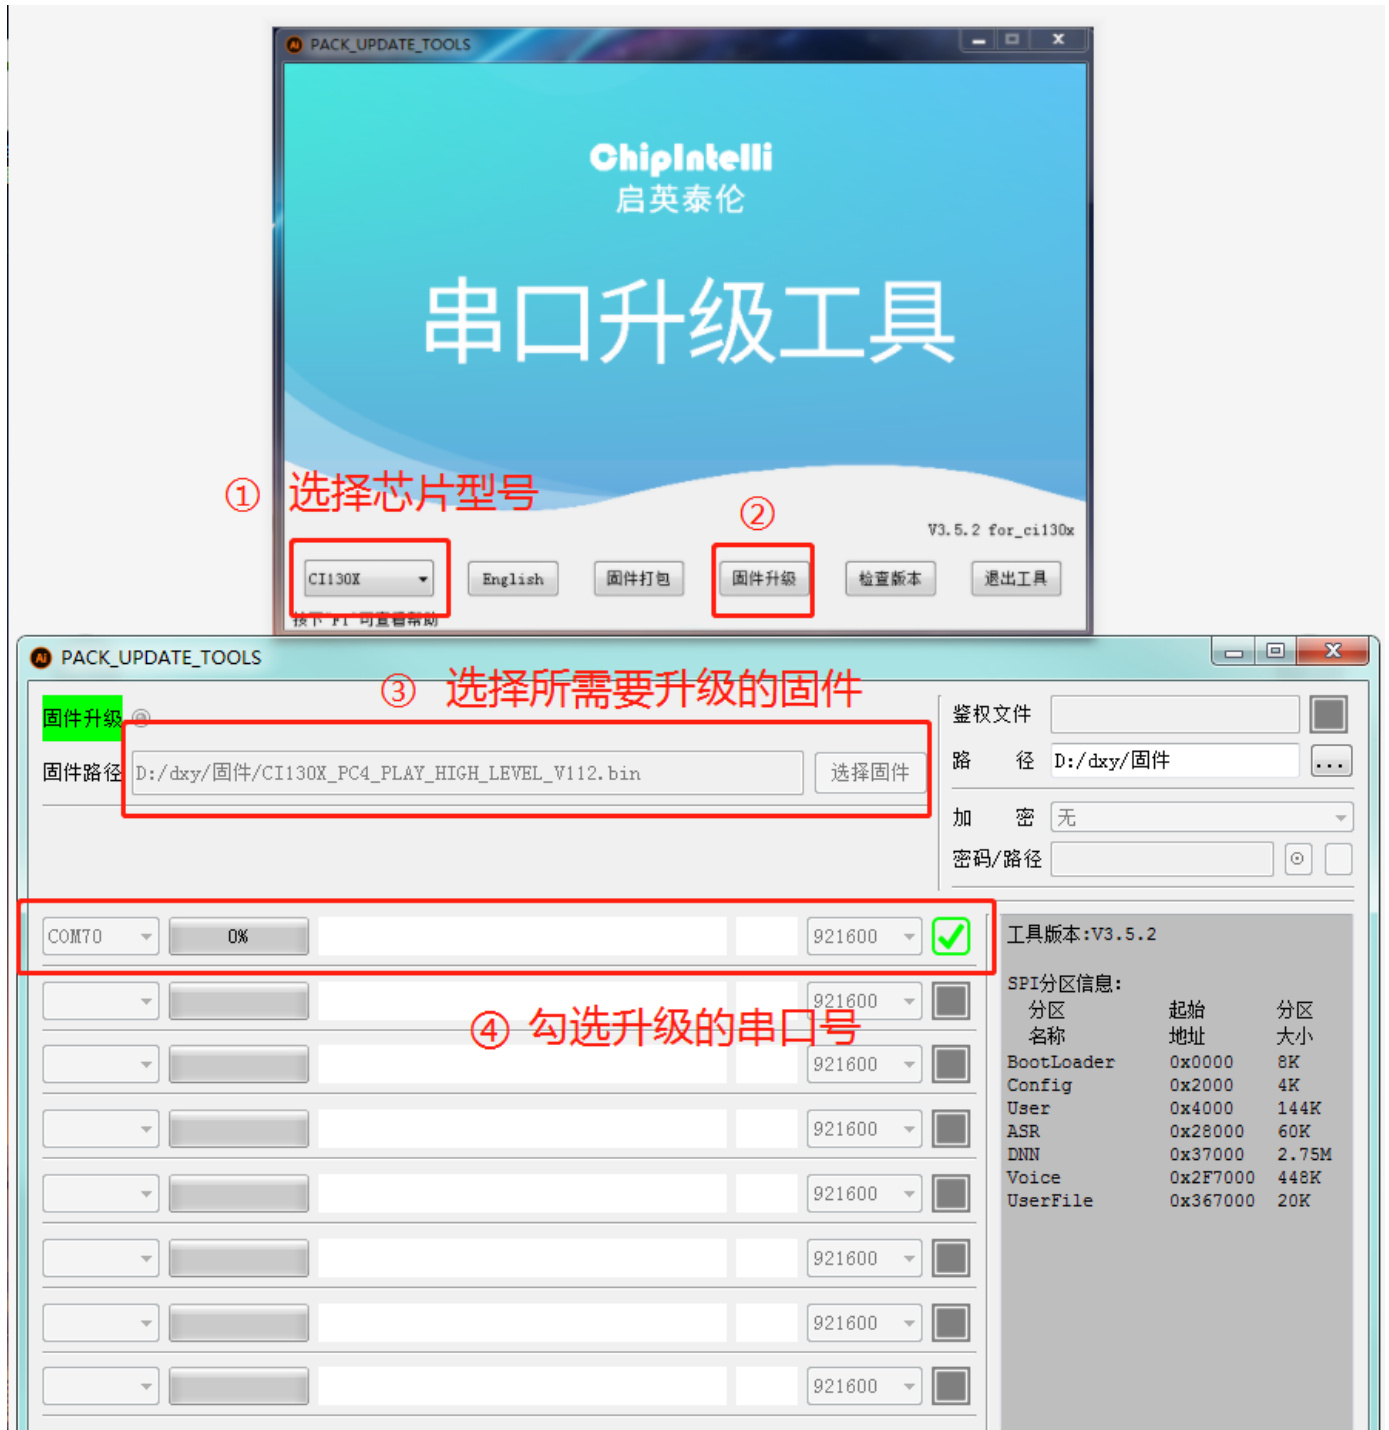 PACK_UPDATE_TOOLS
ChipIntelli
启英泰伦
串口升级工具
① 选择芯片型号
②
V3.5.2 for_ci130x
CI130X English 固件打包 固件升级 检查版本 退出工具
按下"F1"可查看帮助
PACK_UPDATE_TOOLS
③ 选择所需要升级的固件
固件升级
固件路径 D:/dxy/固件/CI130X_PC4_PLAY_HIGH_LEVEL_V112.bin 选择固件
鉴权文件
路 径 D:/dxy/固件 ...
加 密 无
密码/路径
COM70 0% 921600
921600
④ 勾选升级的串口号
921600
921600
921600
921600
921600
921600
工具版本:V3.5.2
SPI分区信息:
分区 起始 分区
名称 地址 大小
BootLoader 0x0000 8K
Config 0x2000 4K
User 0x4000 144K
ASR 0x28000 60K
DNN 0x37000 2.75M
Voice 0x2F7000 448K
UserFile 0x367000 20K